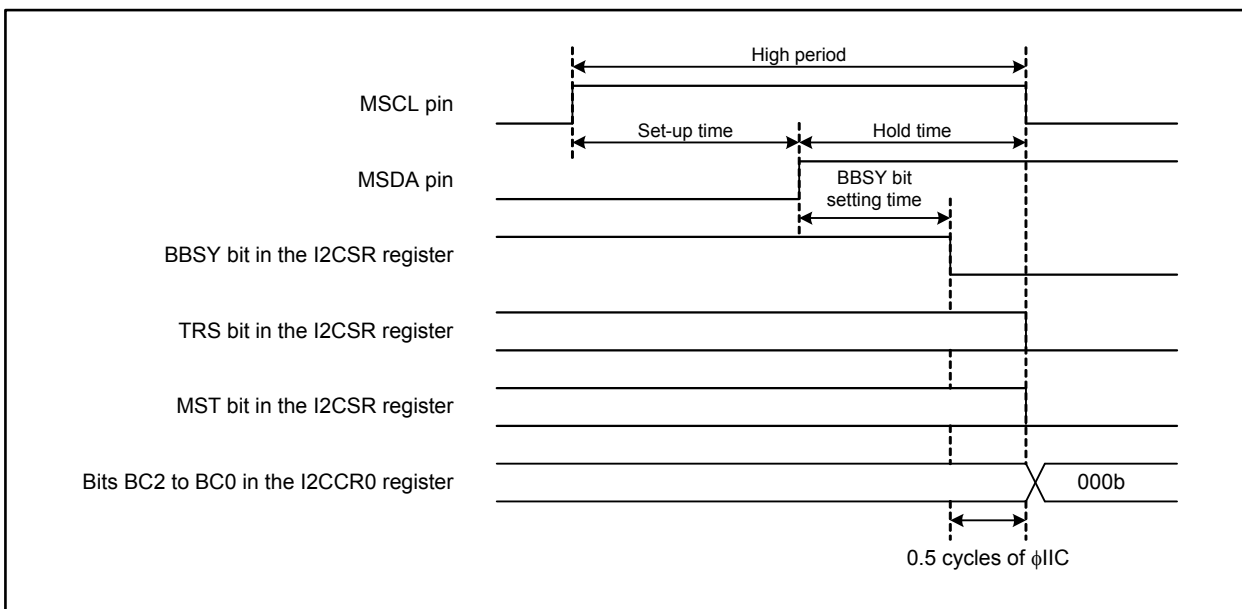 High period
MSCL pin
Set-up time
Hold time
MSDA pin
BBSY bit
setting time
BBSY bit in the I2CSR register
TRS bit in the I2CSR register
MST bit in the I2CSR register
Bits BC2 to BC0 in the I2CCR0 register
000b
0.5 cycles of ϕIIC